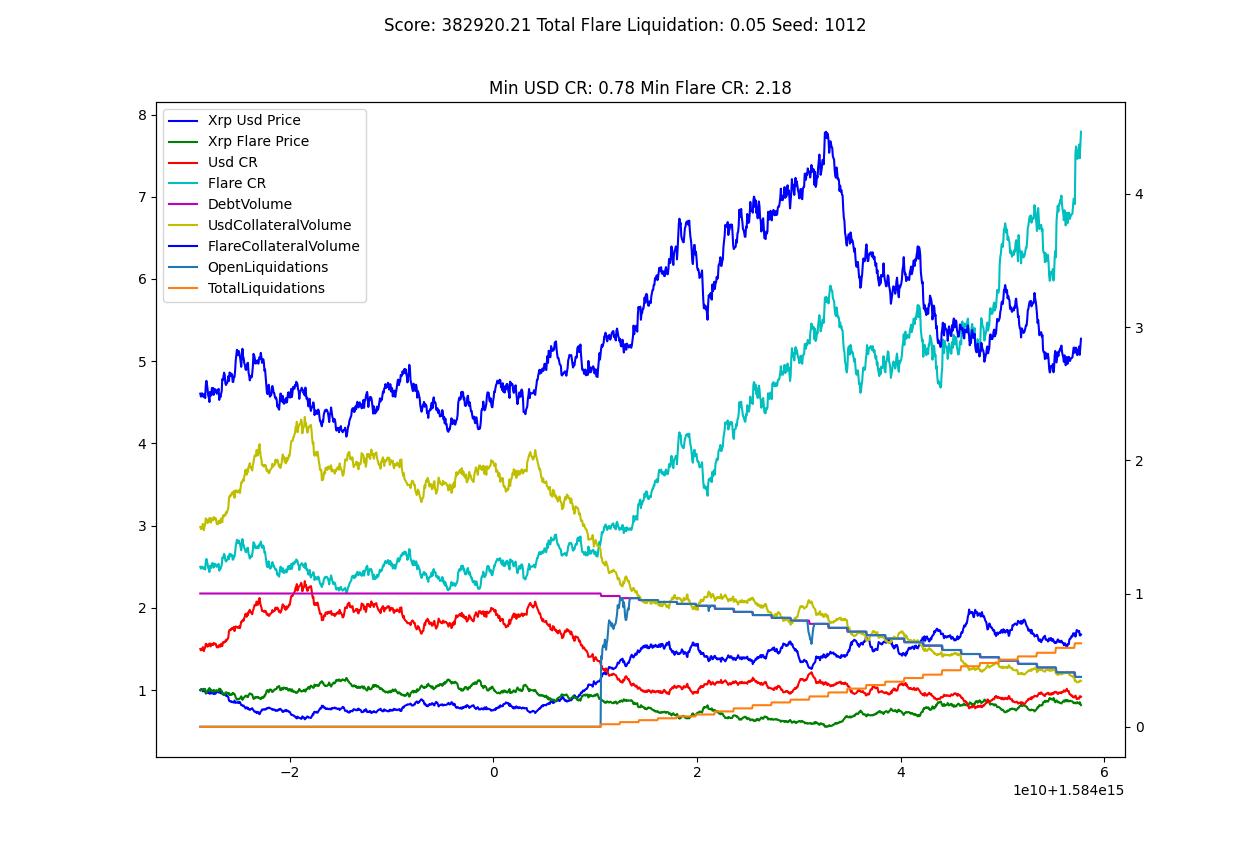 Score: 382920.21 Total Flare Liquidation: 0.05 Seed: 1012
Min USD CR: 0.78 Min Flare CR: 2.18
Xrp Usd Price
Xrp Flare Price
Usd CR
Flare CR
DebtVolume
UsdCollateralVolume
FlareCollateralVolume
OpenLiquidations
TotalLiquidations
8
7
6
5
4
3
2
1
4
3
2
1
0
−2
0
2
4
6
1e10+1.584e15